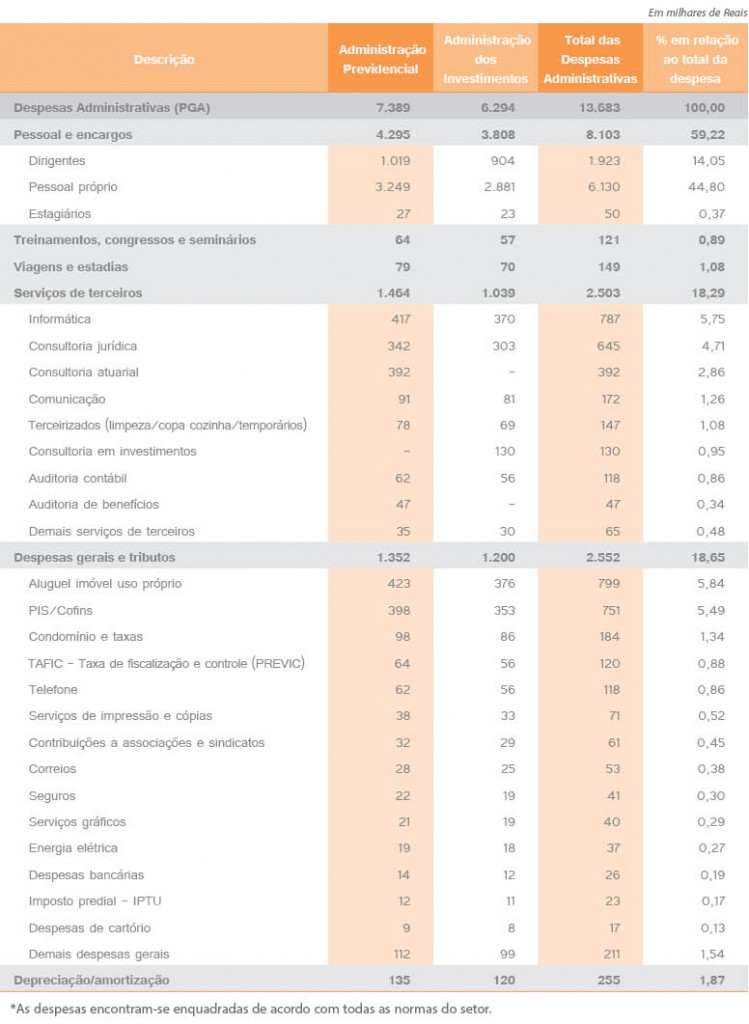 Em milhares de Reais
Descrição Administração Previdencial Administração dos Investimentos Total das Despesas Administrativas % em relação ao total da despesa
Despesas Administrativas (PGA) 7.389 6.294 13.683 100,00
Pessoal e encargos 4.295 3.808 8.103 59,22
Dirigentes 1.019 904 1.923 14,05
Pessoal próprio 3.249 2.881 6.130 44,80
Estagiários 27 23 50 0,37
Treinamentos, congressos e seminários 64 57 121 0,89
Viagens e estadias 79 70 149 1,08
Serviços de terceiros 1.464 1.039 2.503 18,29
Informática 417 370 787 5,75
Consultoria jurídica 342 303 645 4,71
Consultoria atuarial 392 – 392 2,86
Comunicação 91 81 172 1,26
Terceirizados (limpeza/copa cozinha/temporários) 78 69 147 1,08
Consultoria em investimentos – 130 130 0,95
Auditoria contábil 62 56 118 0,86
Auditoria de benefícios 47 – 47 0,34
Demais serviços de terceiros 35 30 65 0,48
Despesas gerais e tributos 1.352 1.200 2.552 18,65
Aluguel imóvel uso próprio 423 376 799 5,84
PIS/Cofins 398 353 751 5,49
Condomínio e taxas 98 86 184 1,34
TAFIC – Taxa de fiscalização e controle (PREVIC) 64 56 120 0,88
Telefone 62 56 118 0,86
Serviços de impressão e cópias 38 33 71 0,52
Contribuições a associações e sindicatos 32 29 61 0,45
Correios 28 25 53 0,38
Seguros 22 19 41 0,30
Serviços gráficos 21 19 40 0,29
Energia elétrica 19 18 37 0,27
Despesas bancárias 14 12 26 0,19
Imposto predial – IPTU 12 11 23 0,17
Despesas de cartório 9 8 17 0,13
Demais despesas gerais 112 99 211 1,54
Depreciação/amortização 135 120 255 1,87
*As despesas encontram-se enquadradas de acordo com todas as normas do setor.